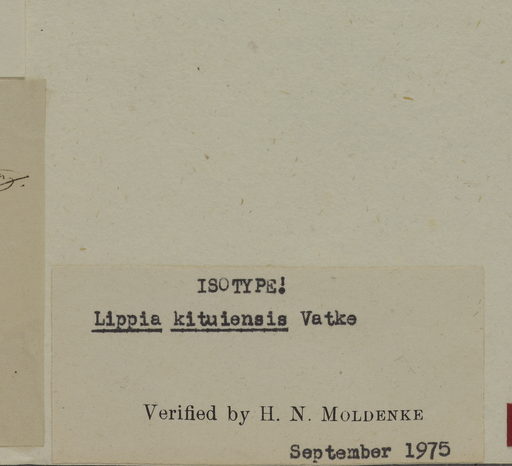 ISOTYPE!
Lippia kituiensis Vatke
Verified by H. N. MOLDENKE
September 1975